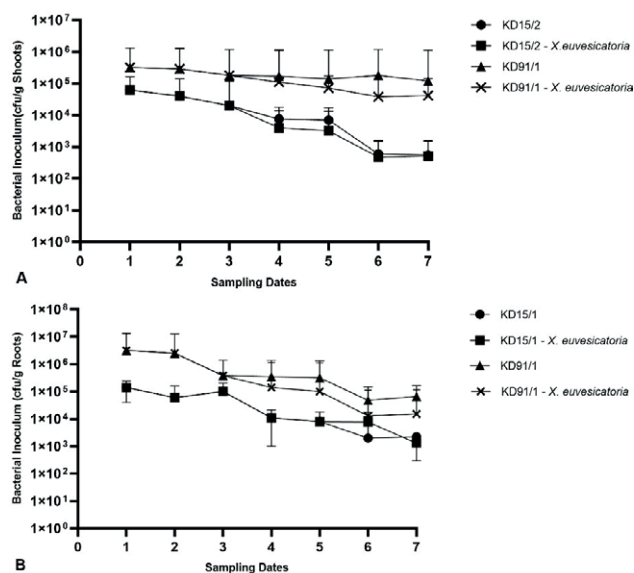 Bacterial Inoculum(cfu/g Shoots)
1×10⁷
1×10⁶
1×10⁵
1×10⁴
1×10³
1×10²
1×10¹
1×10⁰
0 1 2 3 4 5 6 7
Sampling Dates
A
KD15/2
KD15/2 - X.euvesicatoria
KD91/1
KD91/1 - X. euvesicatoria
Bacterial Inoculum (cfu/g Roots)
1×10⁸
1×10⁷
1×10⁶
1×10⁵
1×10⁴
1×10³
1×10²
1×10¹
1×10⁰
0 1 2 3 4 5 6 7
Sampling Dates
B
KD15/1
KD15/1 - X. euvesicatoria
KD91/1
KD91/1 - X. euvesicatoria